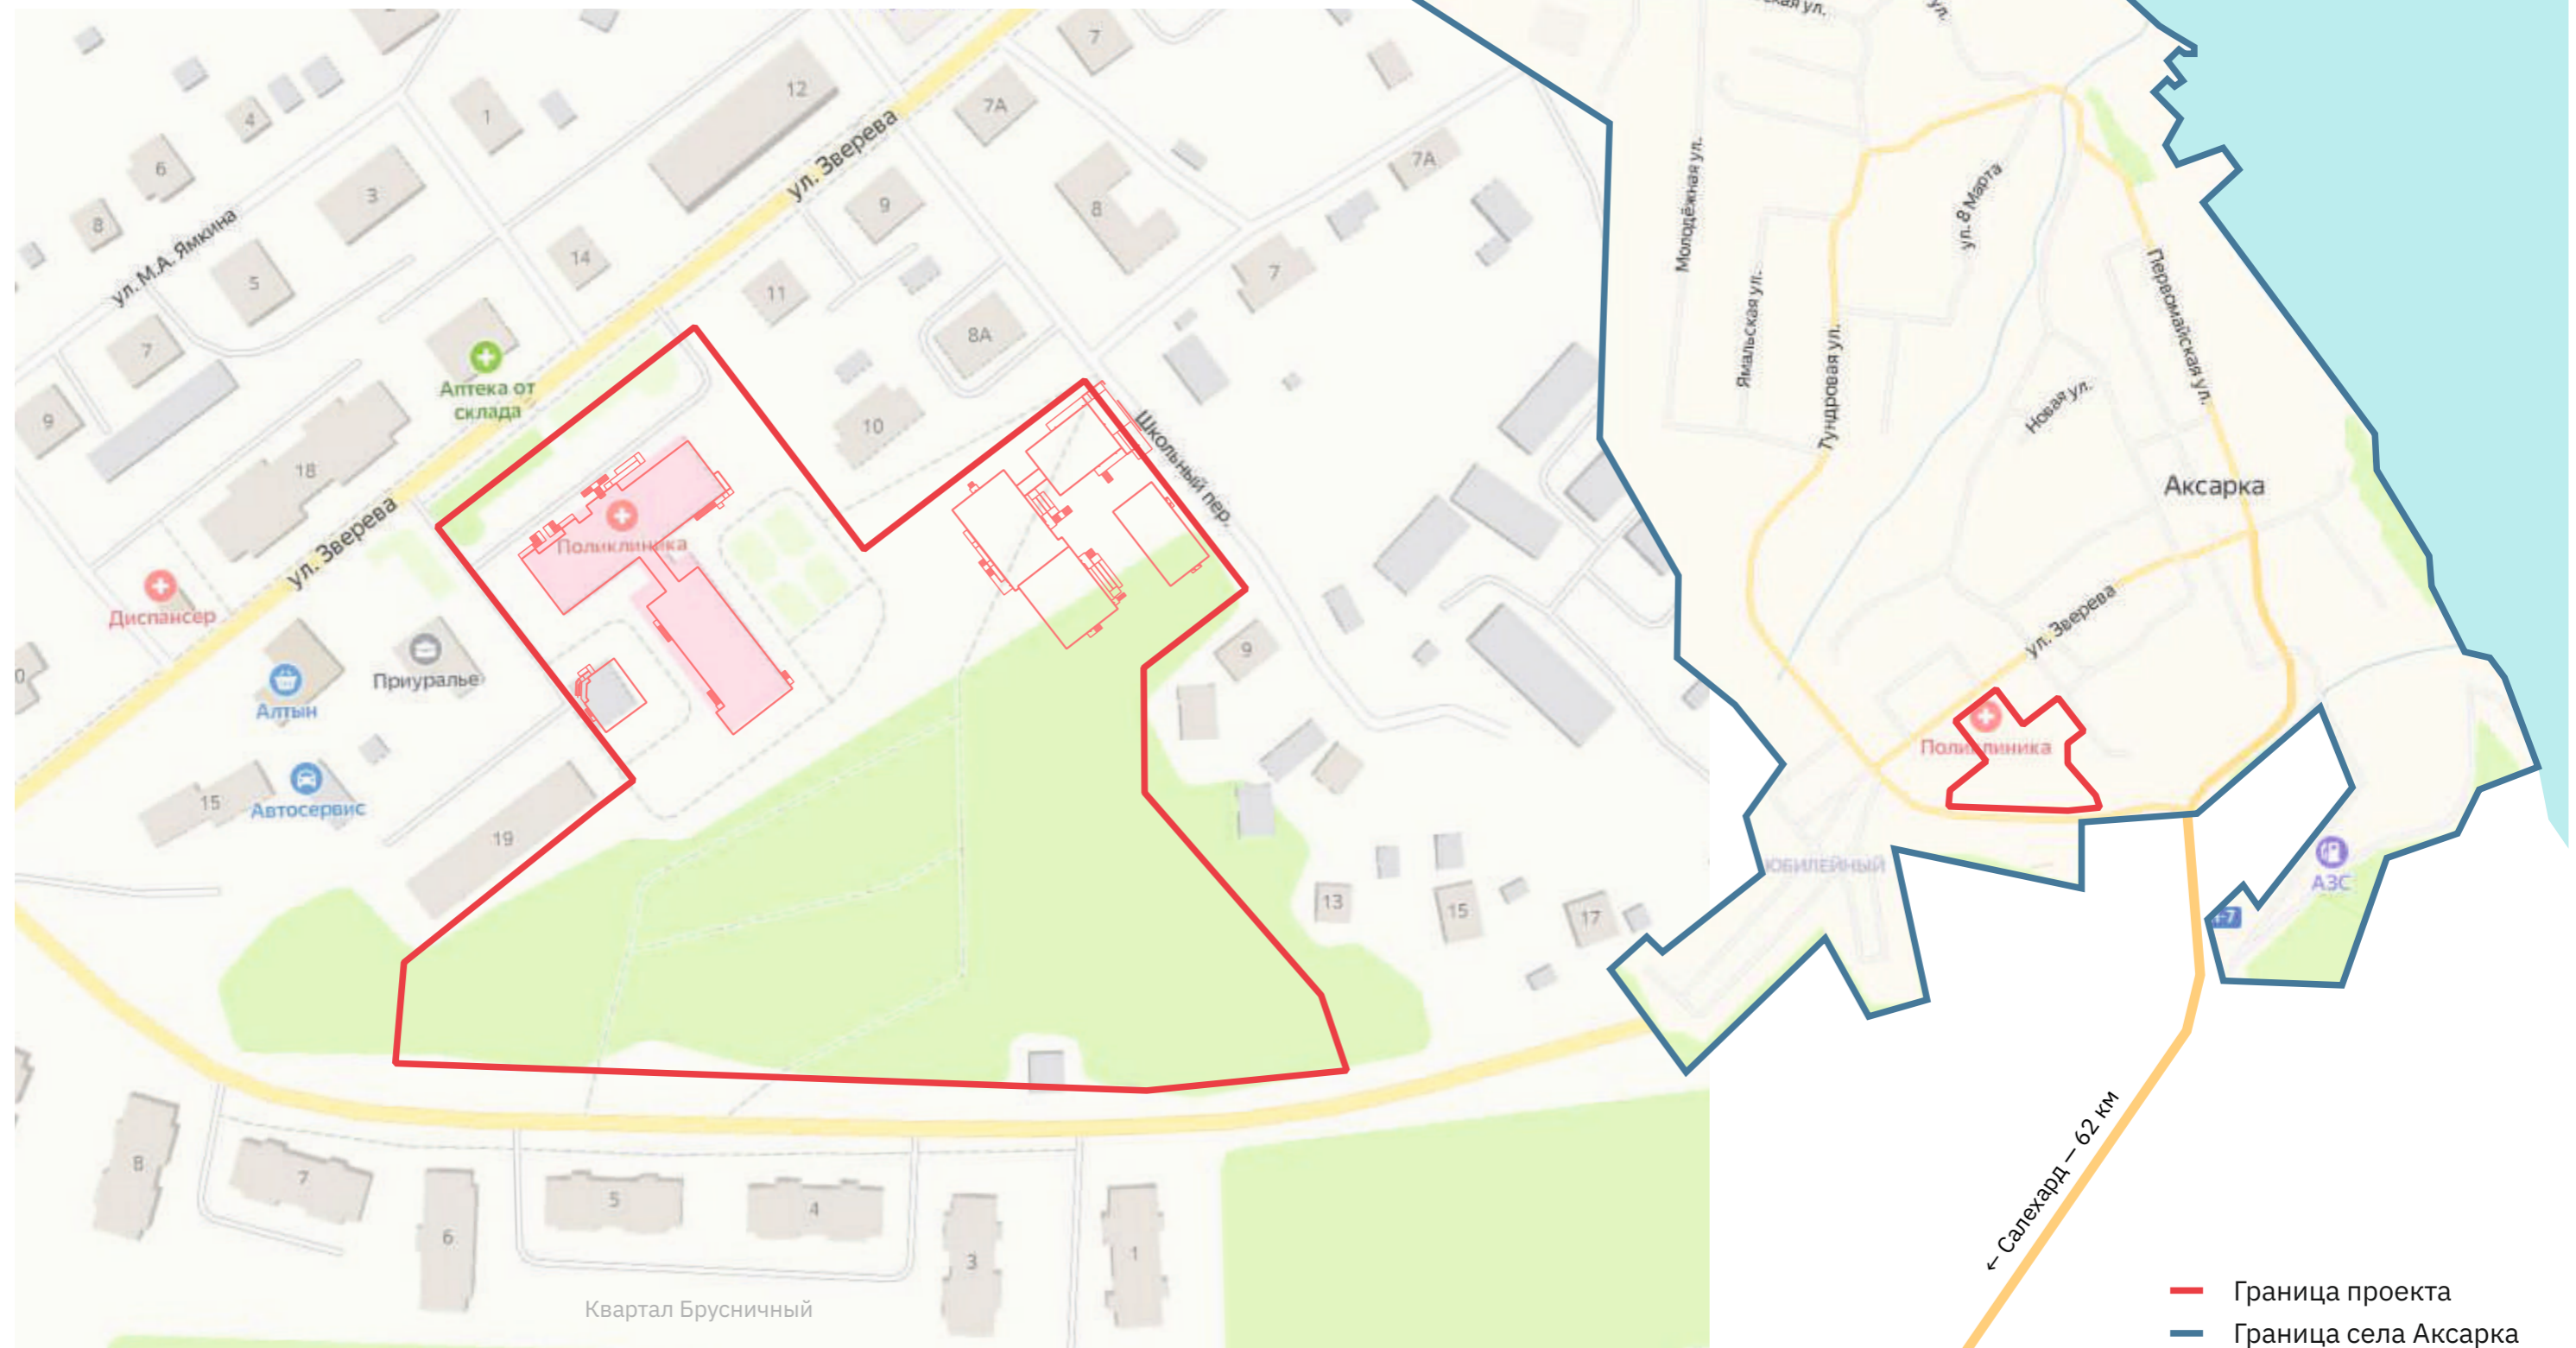 12
7
7А
4
1
6
3
8
ул. Зверева
9
8
7А
ул. М.А. Ямкина
5
14
11
7
7
8А
Аптека от
склада
9
10
18
Школьный пер.
Поликлиника
ул. Зверева
Диспансер
9
Приуралье
Алтын
15
Автосервис
19
13
15
17
8
7
6
5
4
3
1
Квартал Брусничный
ул.
Молодёжная ул.
ул. 8 Марта
Первомайская ул.
Ямальская ул.
Тундровая ул.
Новая ул.
Аксарка
ул. Зверева
Поликлиника
ЮБИЛЕЙНЫЙ
АЗС
← Салехард — 62 км
Граница проекта
Граница села Аксарка